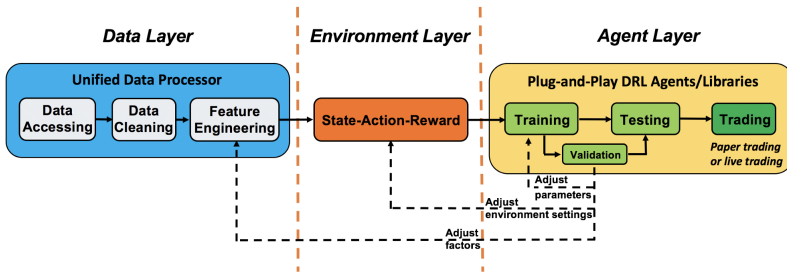 Data Layer
Environment Layer
Agent Layer
Unified Data Processor
Data
Accessing
Data
Cleaning
Feature
Engineering
State-Action-Reward
Plug-and-Play DRL Agents/Libraries
Training
Testing
Trading
Validation
Paper trading
or live trading
Adjust
parameters
Adjust
environment settings
Adjust
factors